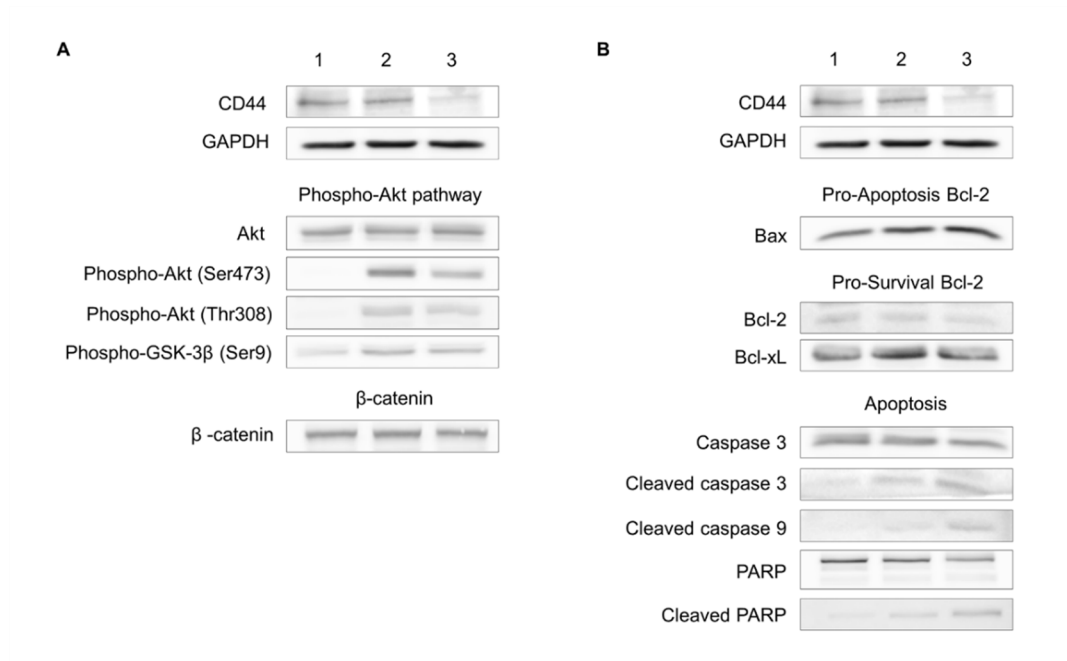 A
1 2 3
CD44
GAPDH
Phospho-Akt pathway
Akt
Phospho-Akt (Ser473)
Phospho-Akt (Thr308)
Phospho-GSK-3β (Ser9)
β-catenin
β -catenin
B
1 2 3
CD44
GAPDH
Pro-Apoptosis Bcl-2
Bax
Pro-Survival Bcl-2
Bcl-2
Bcl-xL
Apoptosis
Caspase 3
Cleaved caspase 3
Cleaved caspase 9
PARP
Cleaved PARP